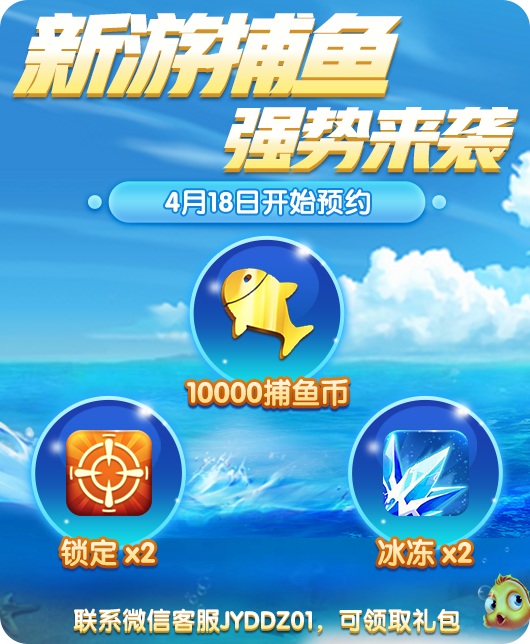 新游捕鱼
强势来袭
4月18日开始预约
10000捕鱼币
锁定 x2
冰冻 x2
联系微信客服JYDDZ01，可领取礼包